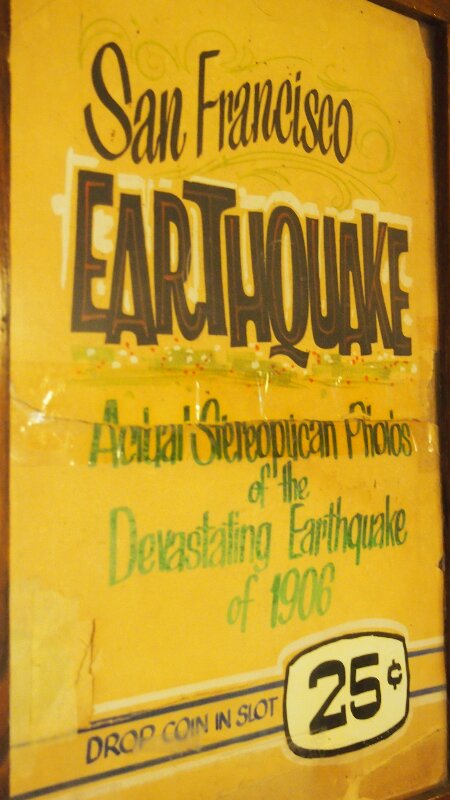 San Francisco
EARTHQUAKE
Actual Stereoptican Photos
of the
Devastating Earthquake
of 1906
DROP COIN IN SLOT 25¢